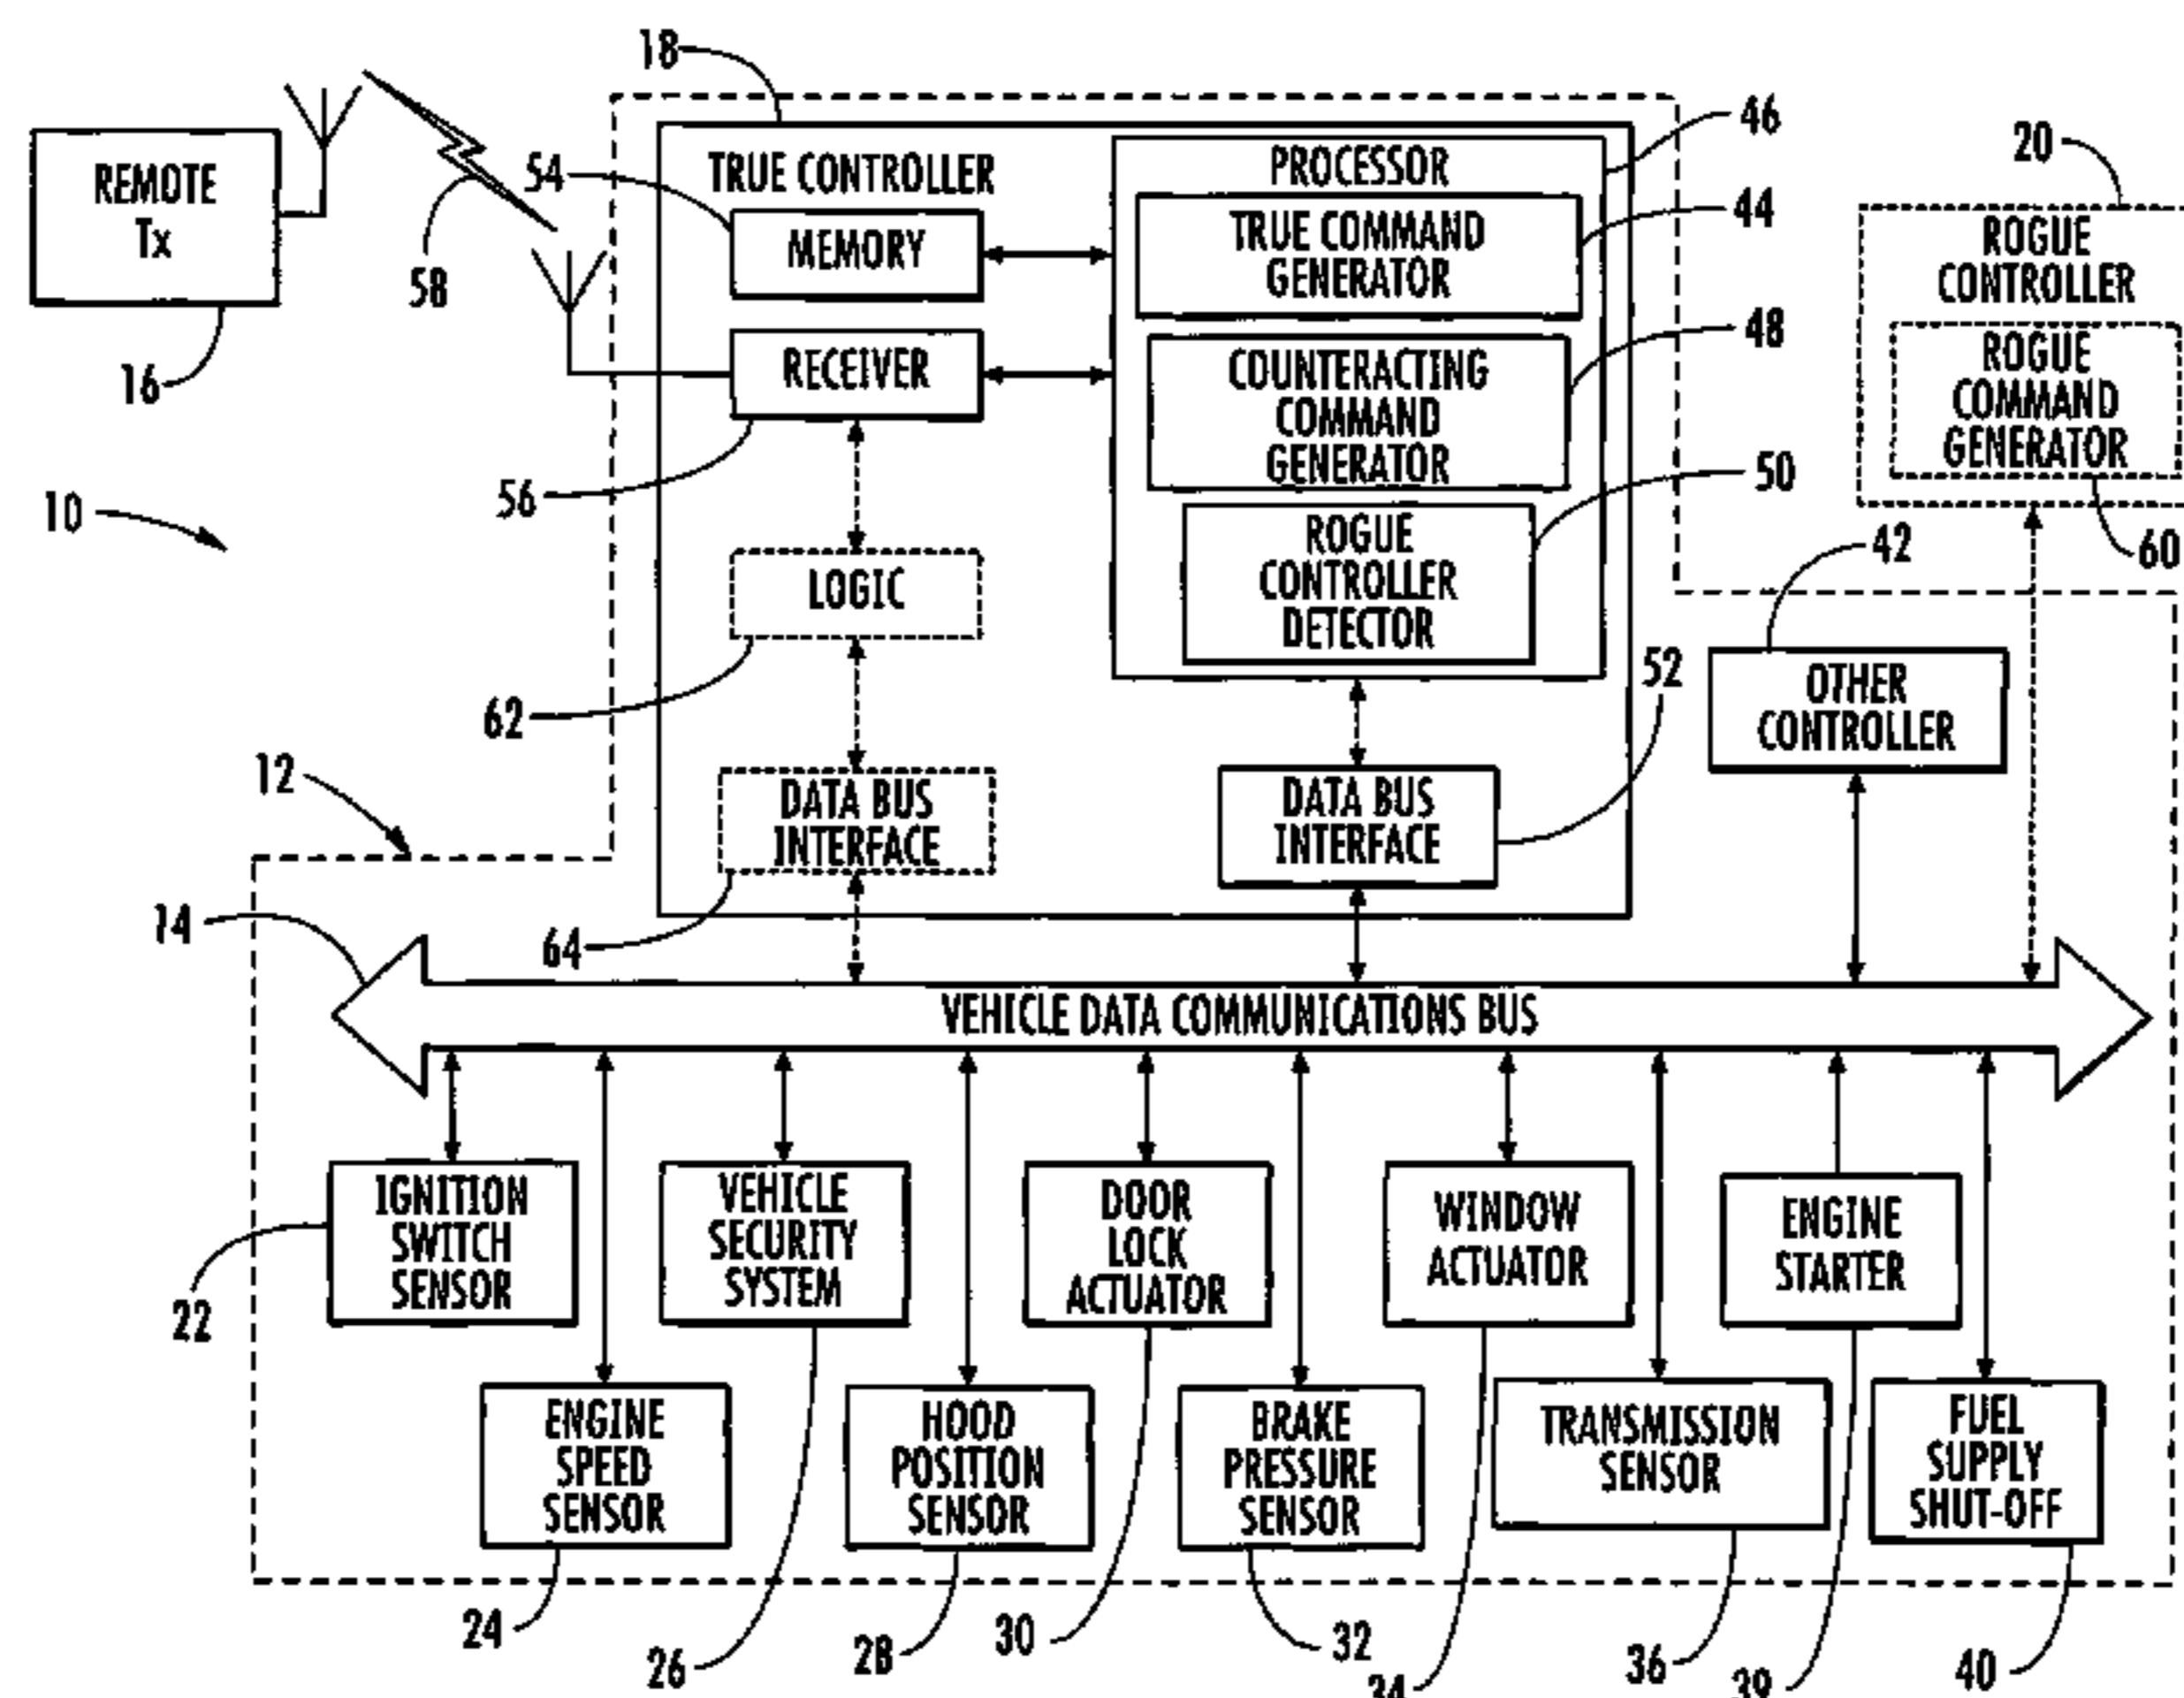 18
46
20
REMOTE
Tx
54
TRUE CONTROLLER
PROCESSOR
44
MEMORY
TRUE COMMAND
GENERATOR
ROGUE
CONTROLLER
58
16
RECEIVER
COUNTERACTING
COMMAND
GENERATOR
48
ROGUE
COMMAND
GENERATOR
10
56
50
60
42
LOGIC
ROGUE
CONTROLLER
DETECTOR
62
52
OTHER
CONTROLLER
12
DATA BUS
INTERFACE
DATA BUS
INTERFACE
14
64
VEHICLE DATA COMMUNICATIONS BUS
IGNITION
SWITCH
SENSOR
VEHICLE
SECURITY
SYSTEM
DOOR
LOCK
ACTUATOR
WINDOW
ACTUATOR
ENGINE
STARTER
22
ENGINE
SPEED
SENSOR
HOOD
POSITION
SENSOR
BRAKE
PRESSURE
SENSOR
TRANSMISSION
SENSOR
FUEL
SUPPLY
SHUT-OFF
24
26
28
30
32
34
36
40